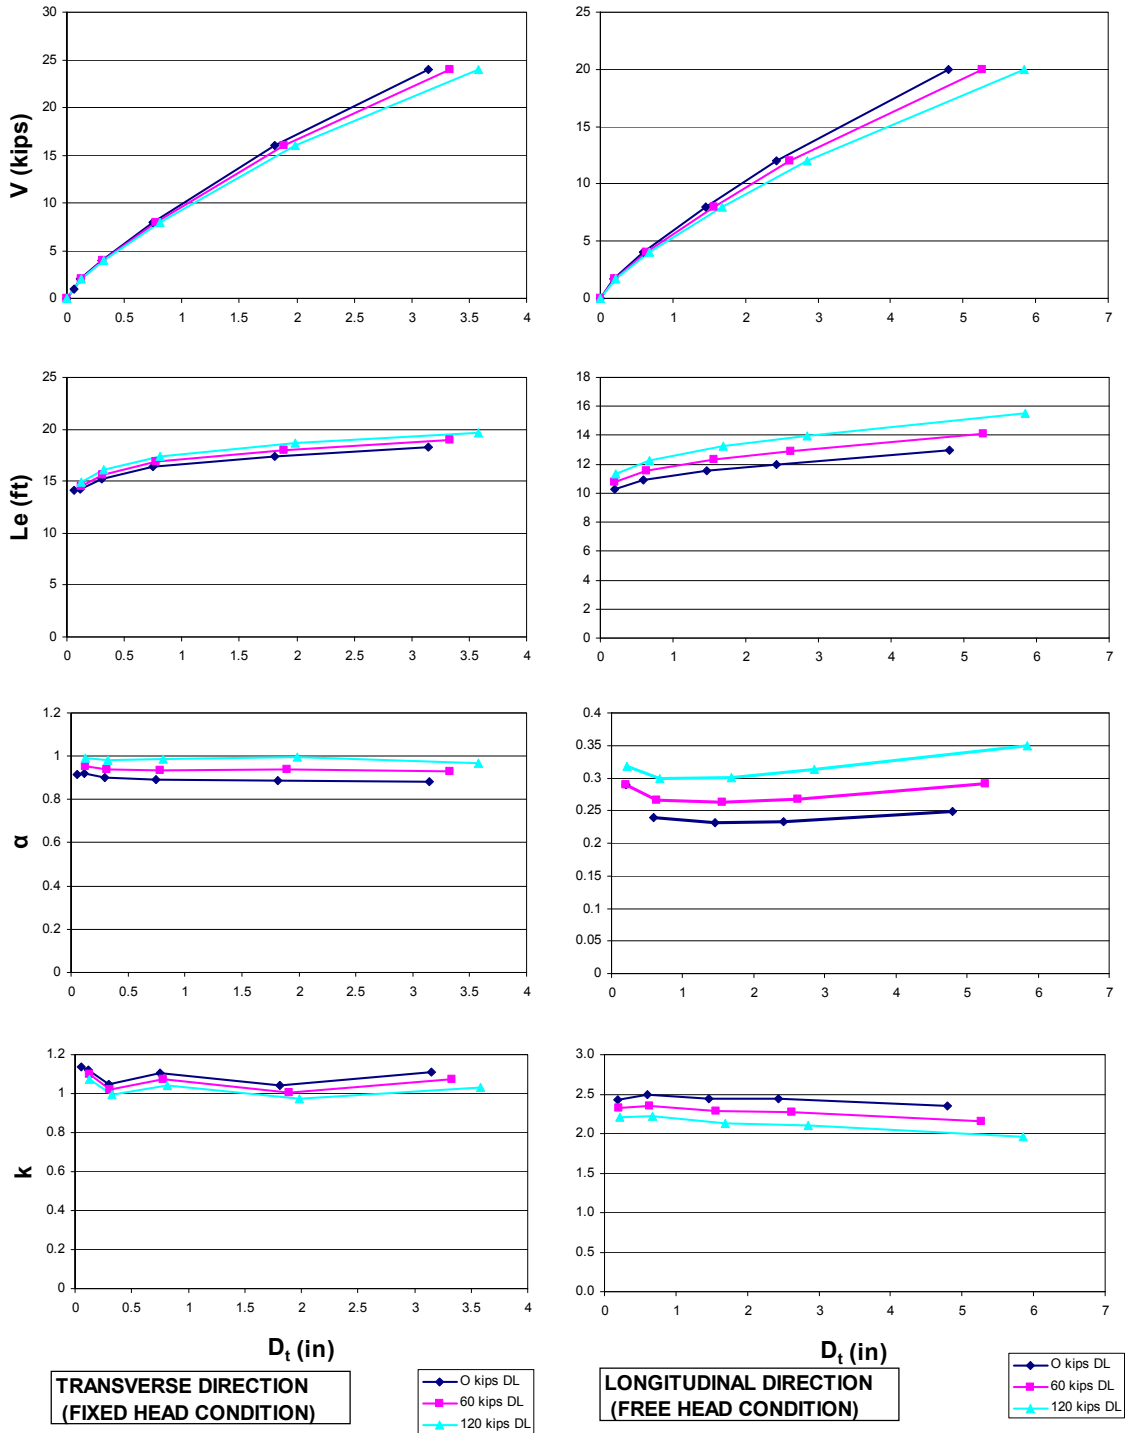 30
25
20
15
10
5
0
V (kips)
0 0.5 1 1.5 2 2.5 3 3.5 4
25
20
15
10
5
0
0 1 2 3 4 5 6 7
25
20
15
10
5
0
Le (ft)
0 0.5 1 1.5 2 2.5 3 3.5 4
18
16
14
12
10
8
6
4
2
0
0 1 2 3 4 5 6 7
1.2
1
0.8
0.6
0.4
0.2
0
α
0 0.5 1 1.5 2 2.5 3 3.5 4
0.4
0.35
0.3
0.25
0.2
0.15
0.1
0.05
0
0 1 2 3 4 5 6 7
1.2
1
0.8
0.6
0.4
0.2
0
k
0 0.5 1 1.5 2 2.5 3 3.5 4
3.0
2.5
2.0
1.5
1.0
0.5
0.0
0 1 2 3 4 5 6 7
Dt (in)
TRANSVERSE DIRECTION
(FIXED HEAD CONDITION)
O kips DL
60 kips DL
120 kips DL
Dt (in)
LONGITUDINAL DIRECTION
(FREE HEAD CONDITION)
O kips DL
60 kips DL
120 kips DL